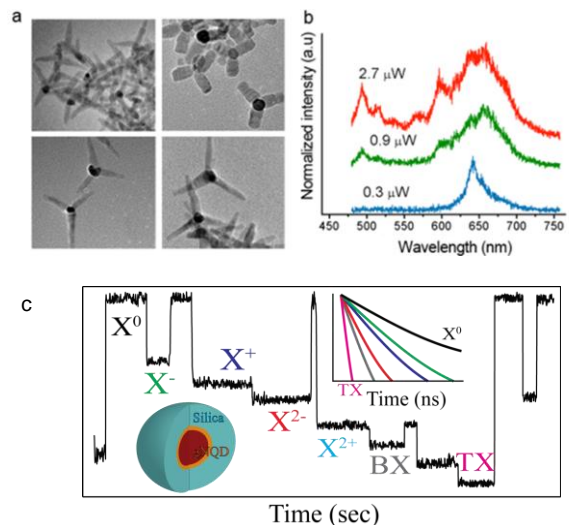 a
b
2.7 µW
0.9 µW
0.3 µW
Normalized intensity (a.u)
450 500 550 600 650 700 750
Wavelength (nm)
c
X⁰
X⁻
X⁺
X²⁻
X²⁺
BX
TX
X⁰
TX
Time (ns)
Silica
Time (sec)